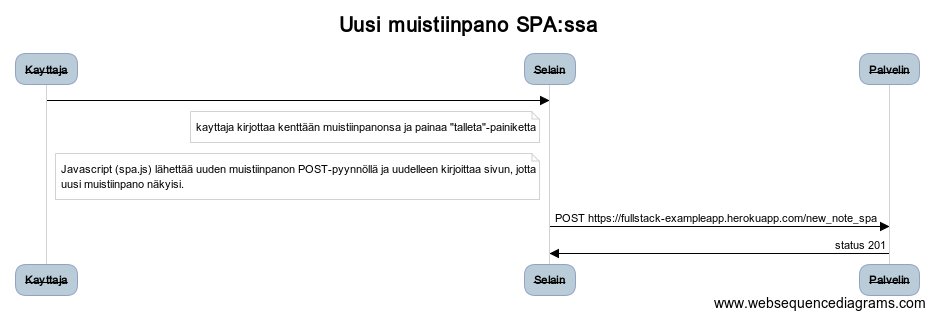 Uusi muistiinpano SPA:ssa
Kayttaja Selain Palvelin
kayttaja kirjottaa kenttään muistiinpanonsa ja painaa "talleta"-painiketta
Javascript (spa.js) lähettää uuden muistiinpanon POST-pyynnöllä ja uudelleen kirjoittaa sivun, jotta
uusi muistiinpano näkyisi.
POST https://fullstack-exampleapp.herokuapp.com/new_note_spa
status 201
Kayttaja Selain Palvelin
www.websequencediagrams.com